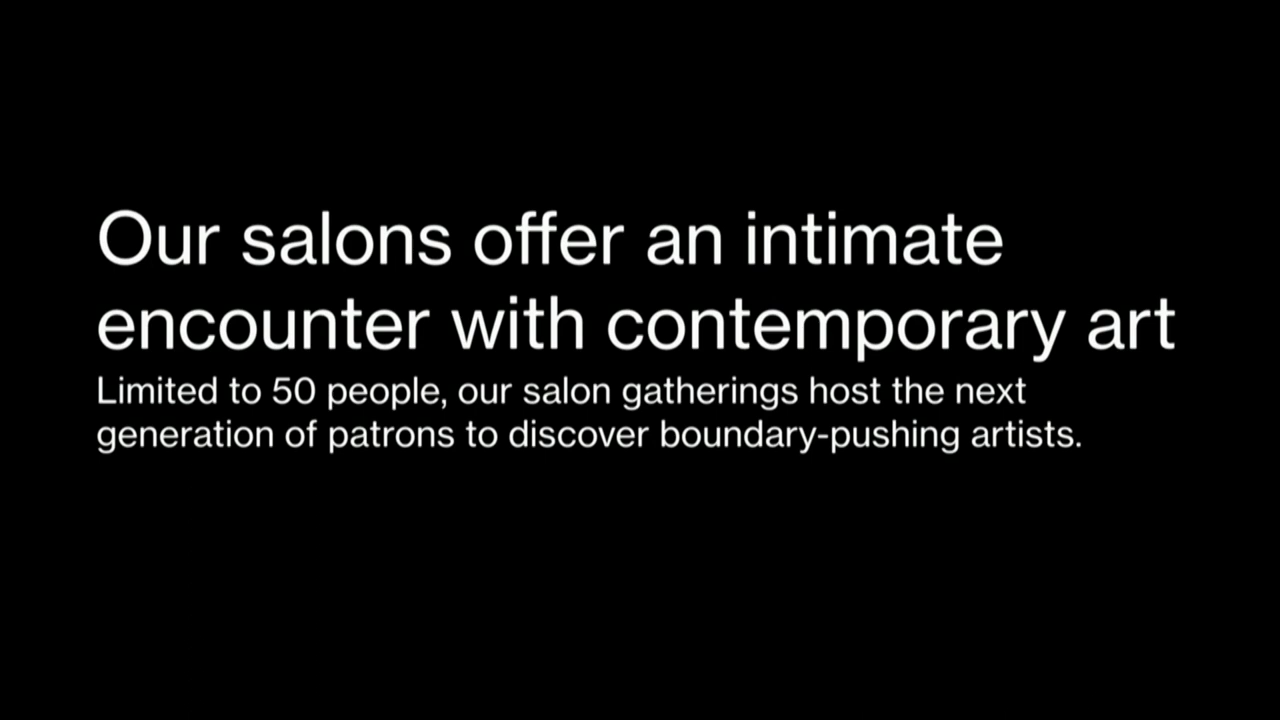 Our salons offer an intimate
encounter with contemporary art
Limited to 50 people, our salon gatherings host the next
generation of patrons to discover boundary-pushing artists.